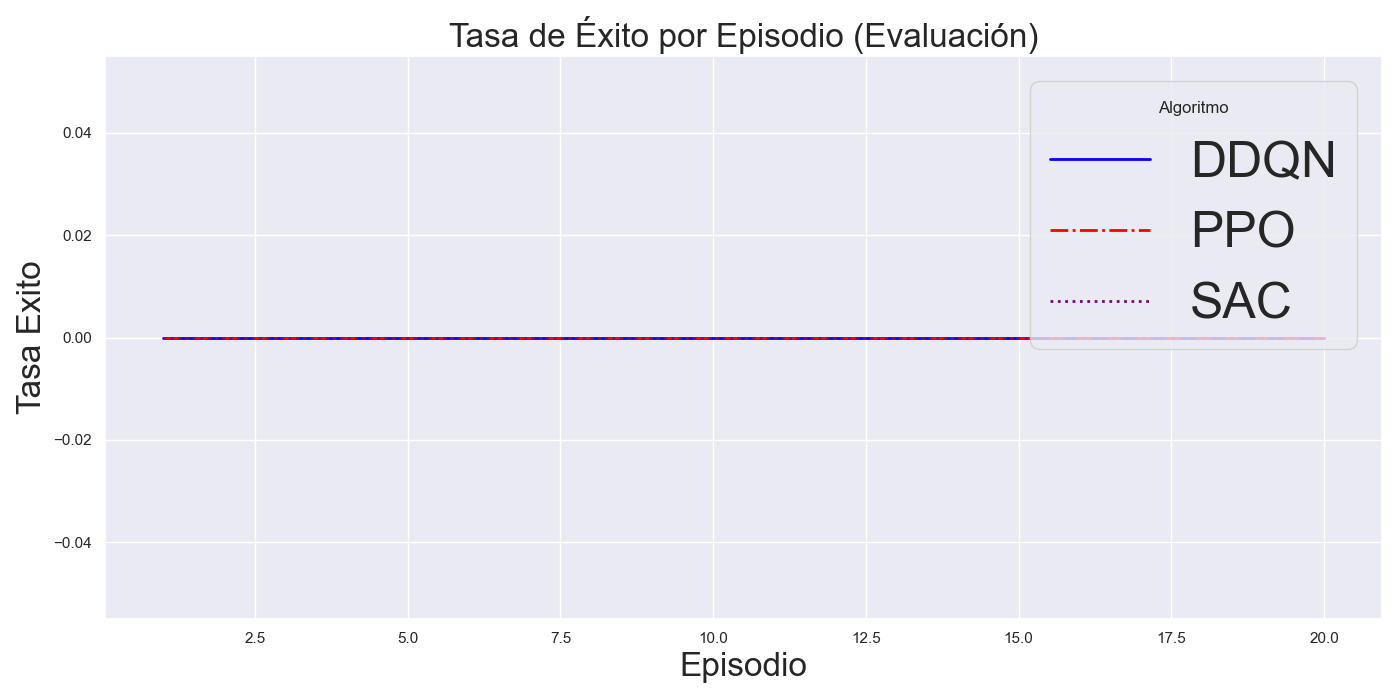 Tasa de Éxito por Episodio (Evaluación)
Algoritmo
DDQN
PPO
SAC
Tasa Exito
0.04
0.02
0.00
−0.02
−0.04
2.5 5.0 7.5 10.0 12.5 15.0 17.5 20.0
Episodio